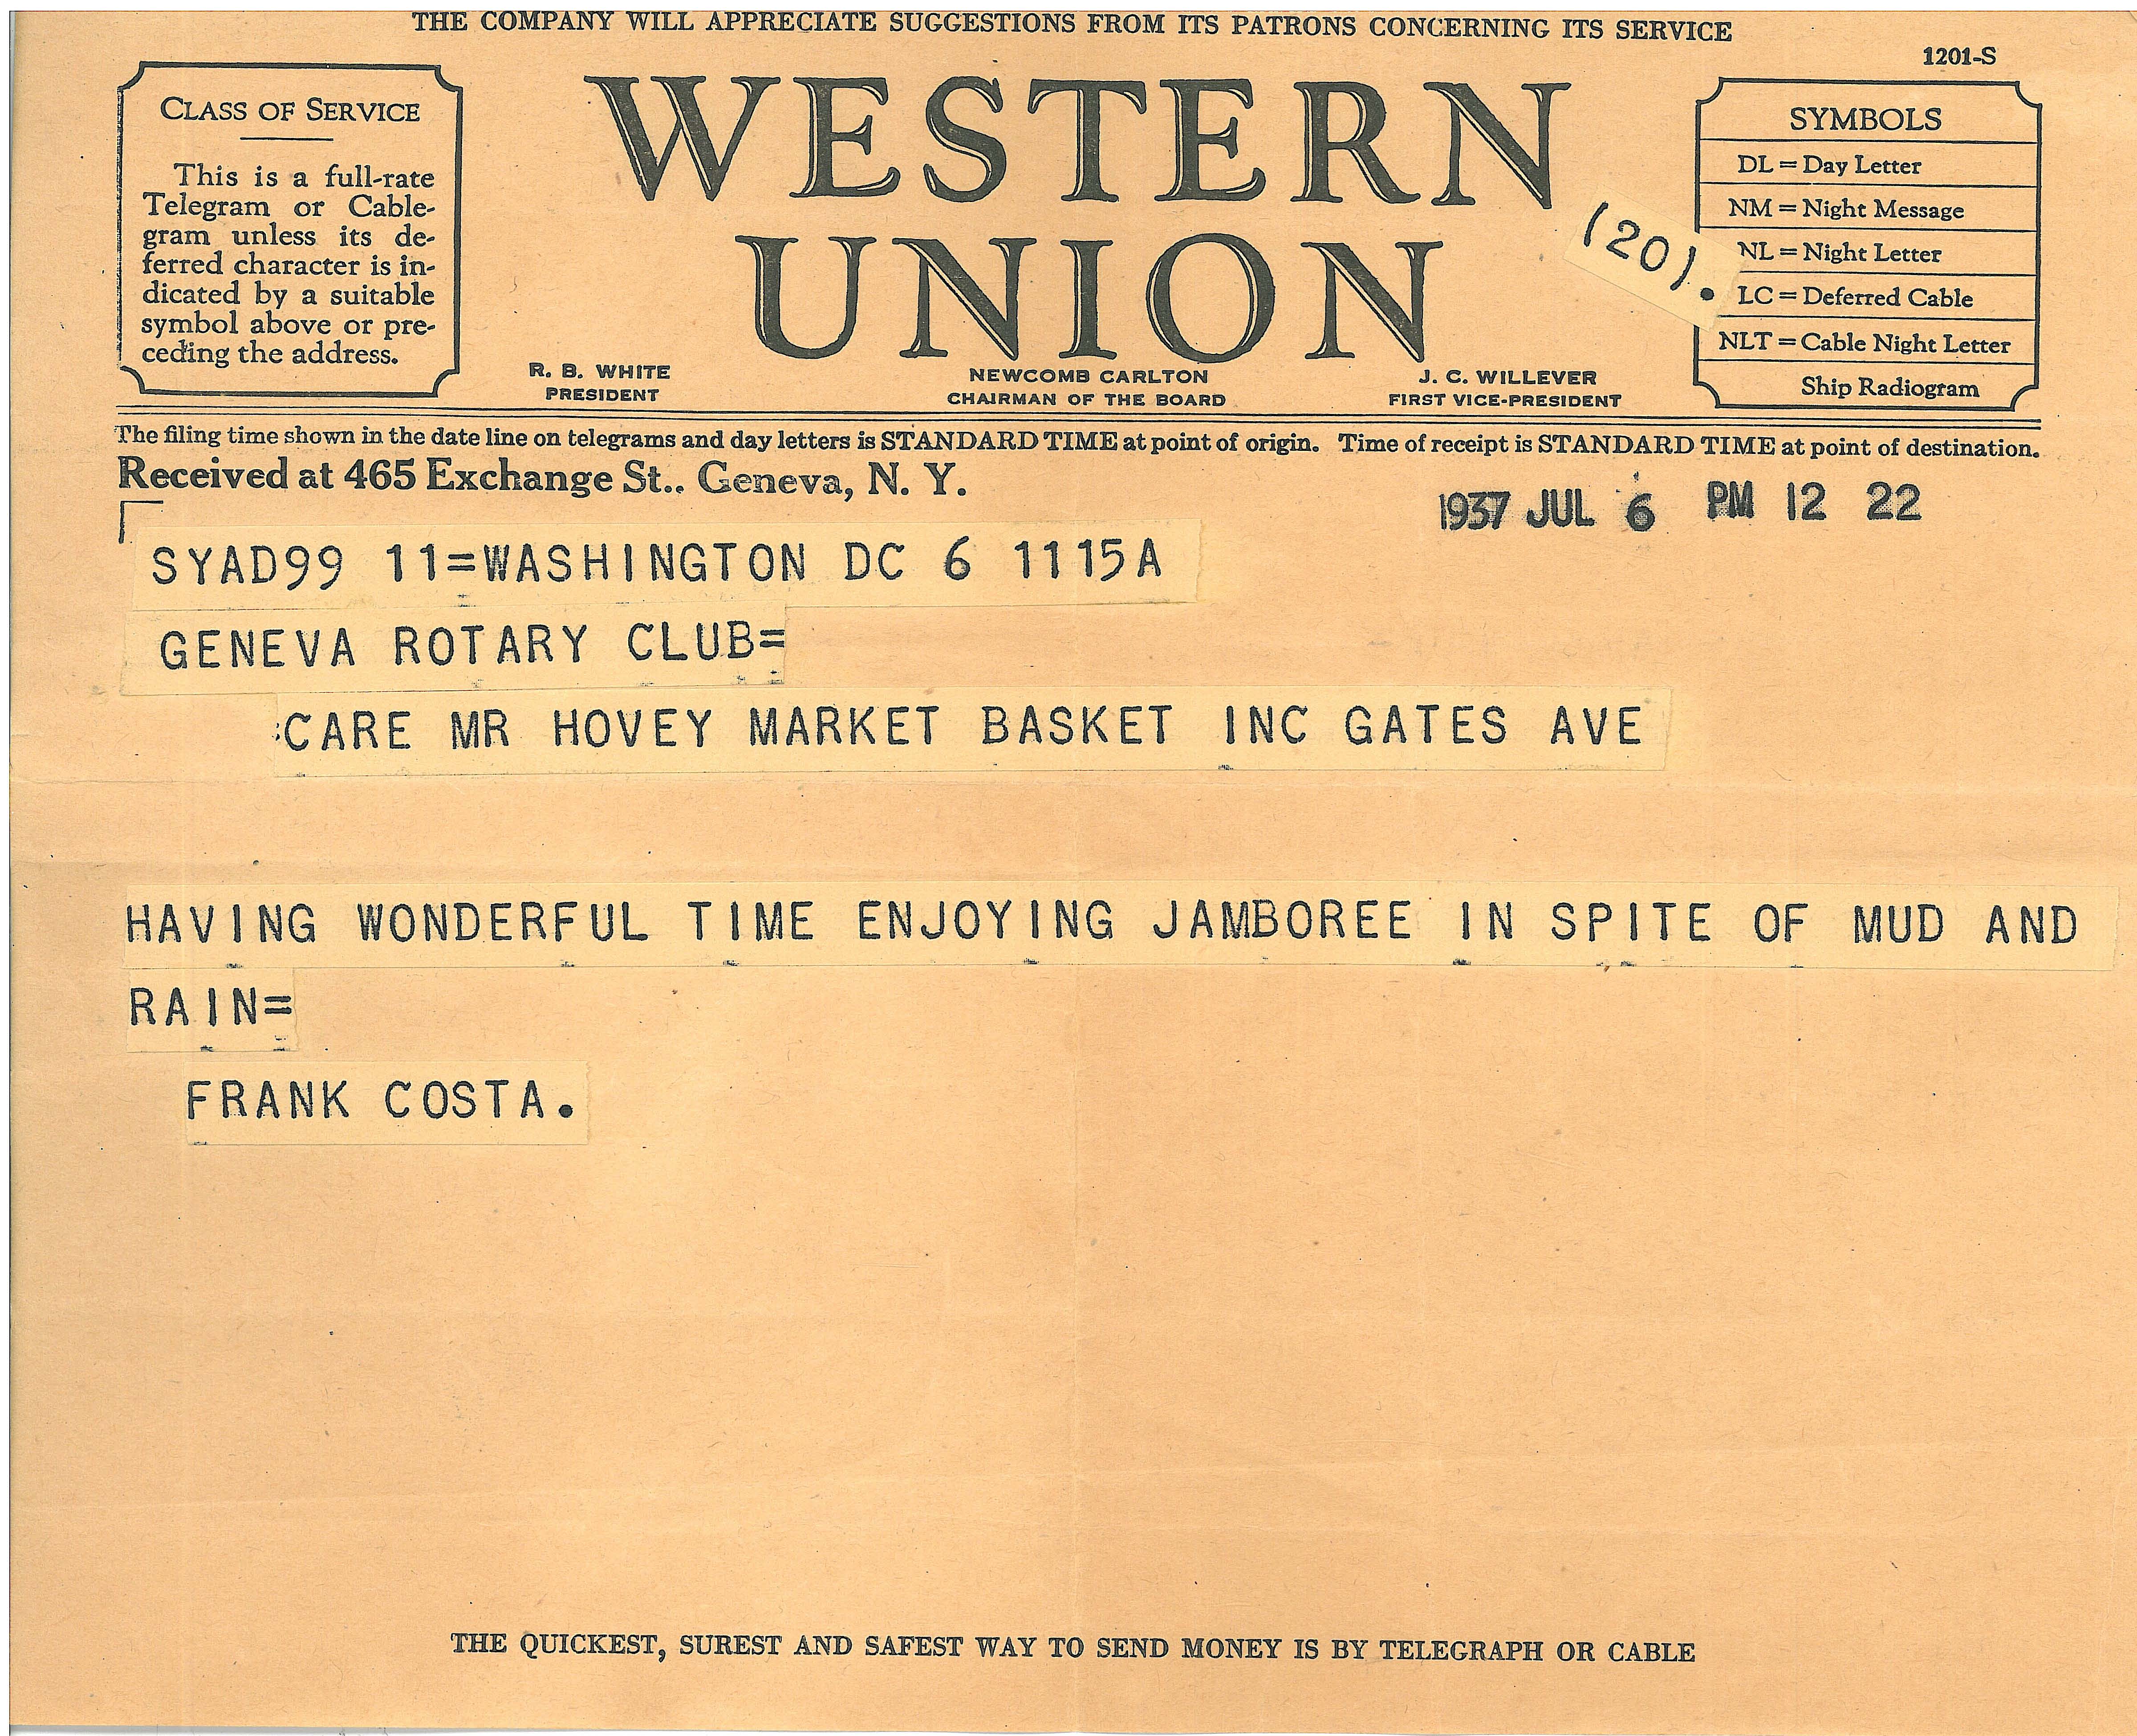 THE COMPANY WILL APPRECIATE SUGGESTIONS FROM ITS PATRONS CONCERNING ITS SERVICE
1201-S
CLASS OF SERVICE
This is a full-rate
Telegram or Cable-
gram unless its de-
ferred character is in-
dicated by a suitable
symbol above or pre-
ceding the address.
WESTERN
UNION
(20).
R. B. WHITE
PRESIDENT
NEWCOMB CARLTON
CHAIRMAN OF THE BOARD
J. C. WILLEVER
FIRST VICE-PRESIDENT
SYMBOLS
DL = Day Letter
NM = Night Message
NL = Night Letter
LC = Deferred Cable
NLT = Cable Night Letter
Ship Radiogram
The filing time shown in the date line on telegrams and day letters is STANDARD TIME at point of origin. Time of receipt is STANDARD TIME at point of destination.
Received at 465 Exchange St., Geneva, N. Y.
1937 JUL 6 PM 12 22
SYAD99 11=WASHINGTON DC 6 1115A
GENEVA ROTARY CLUB=
:CARE MR HOVEY MARKET BASKET INC GATES AVE
HAVING WONDERFUL TIME ENJOYING JAMBOREE IN SPITE OF MUD AND
RAIN=
FRANK COSTA.
THE QUICKEST, SUREST AND SAFEST WAY TO SEND MONEY IS BY TELEGRAPH OR CABLE